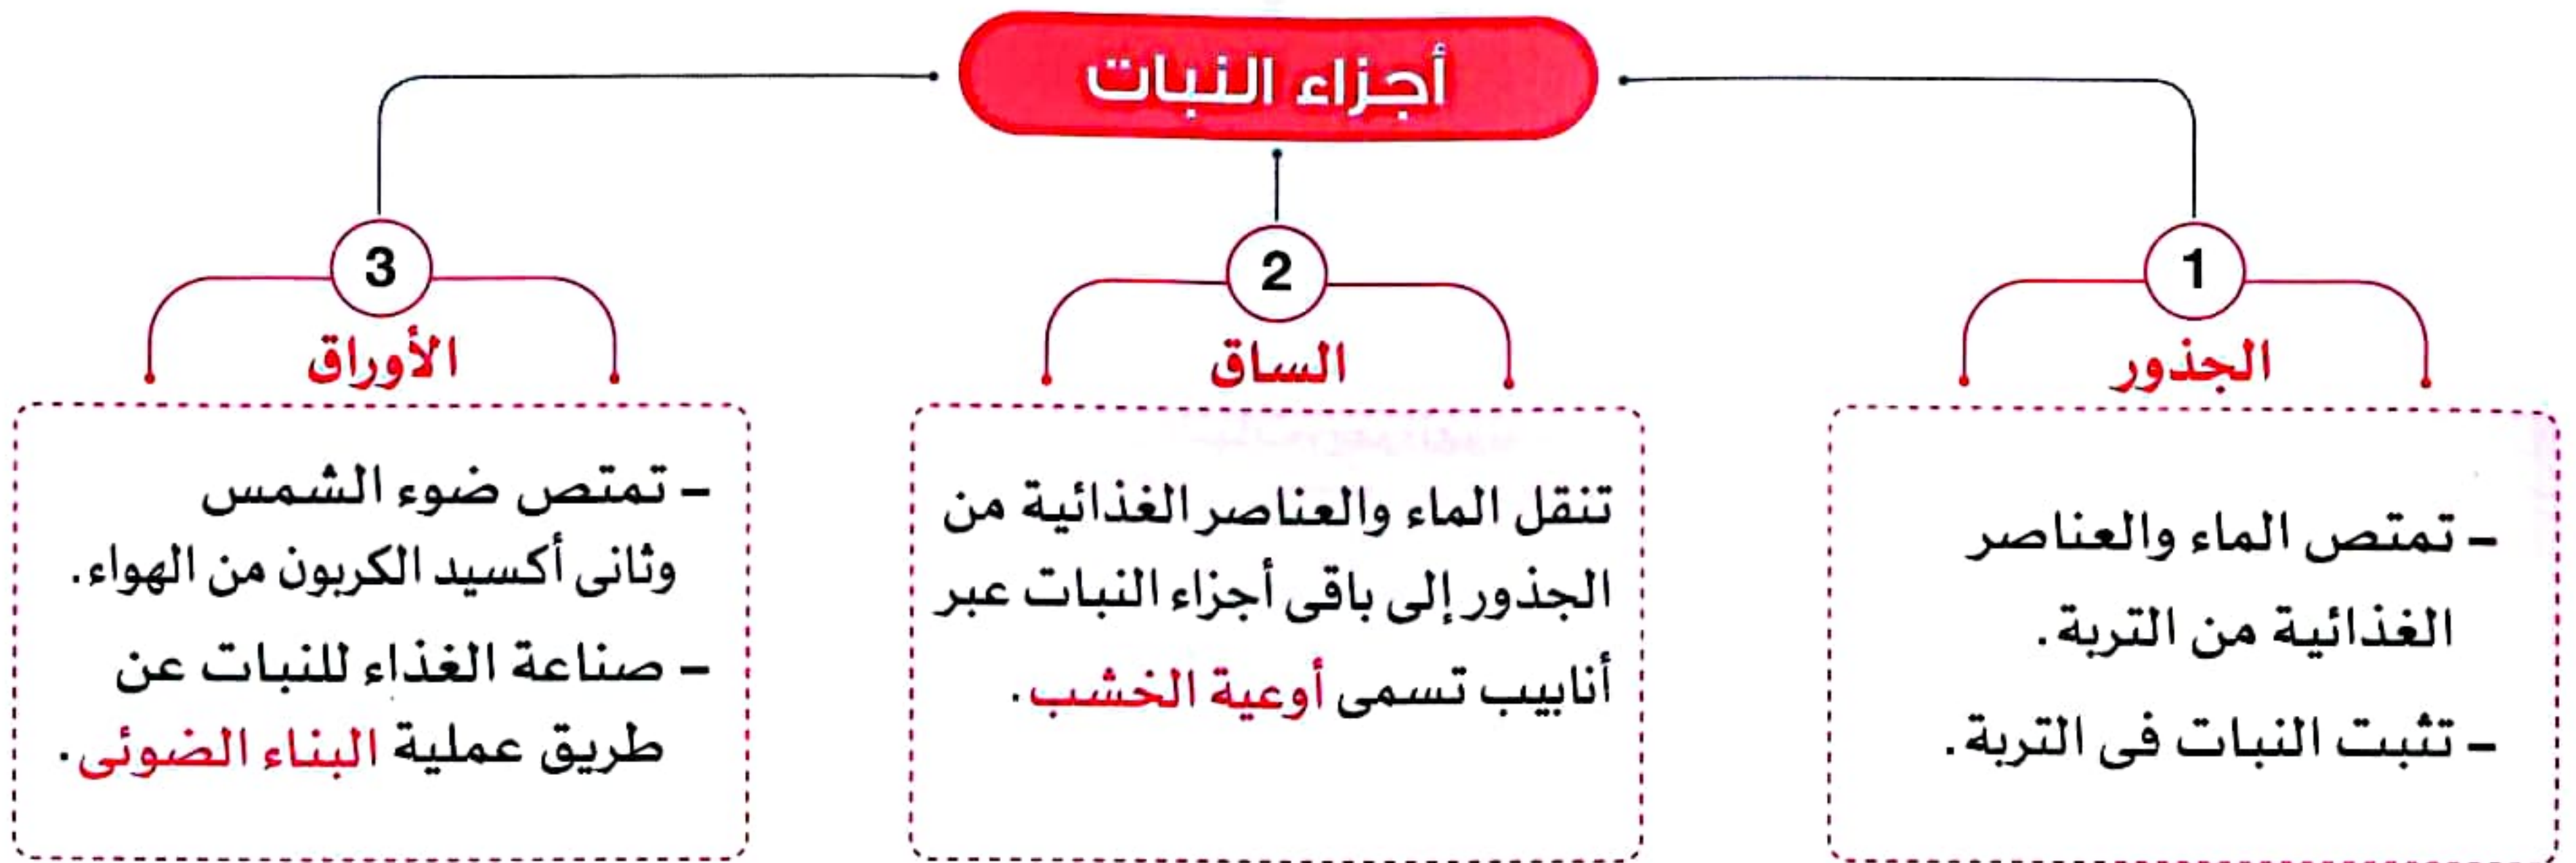 أجزاء النبات
1
الجذور
– تمتص الماء والعناصر
الغذائية من التربة.
– تثبت النبات فى التربة.
2
الساق
تنقل الماء والعناصر الغذائية من
الجذور إلى باقى أجزاء النبات عبر
أنابيب تسمى أوعية الخشب.
3
الأوراق
– تمتص ضوء الشمس
وثانى أكسيد الكربون من الهواء.
– صناعة الغذاء للنبات عن
طريق عملية البناء الضوئى.